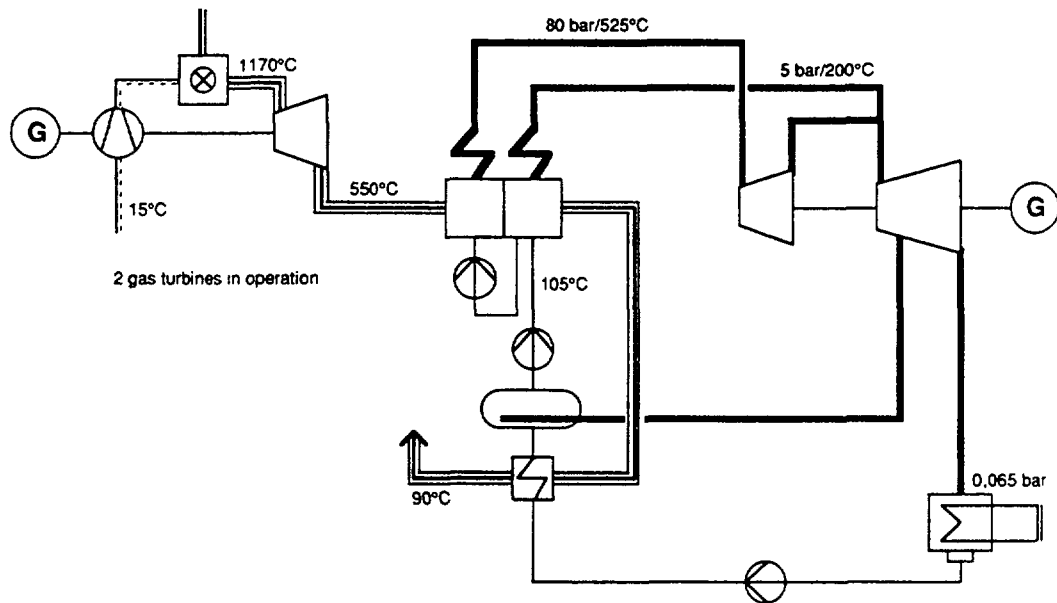 80 bar/525°C
1170°C
5 bar/200°C
G
15°C
550°C
G
2 gas turbines in operation
105°C
90°C
0,065 bar